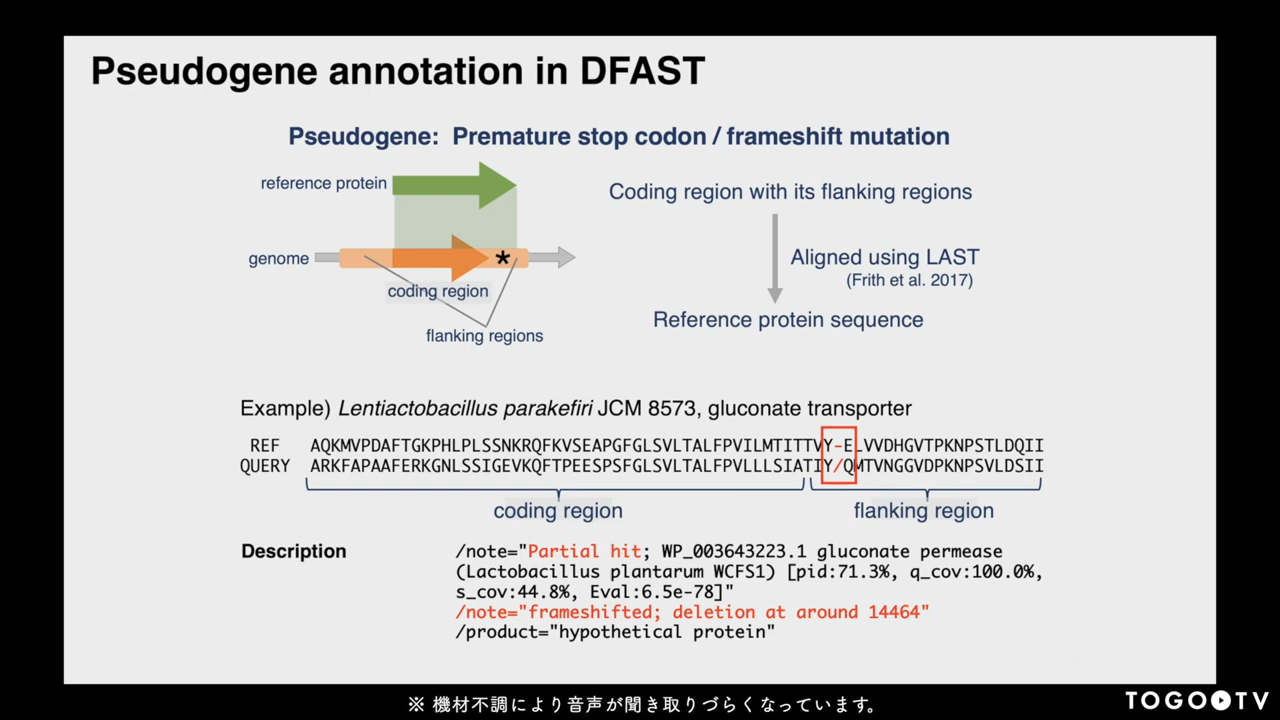 Pseudogene annotation in DFAST
Pseudogene: Premature stop codon / frameshift mutation
reference protein
genome
*
coding region
flanking regions
Coding region with its flanking regions
Aligned using LAST
(Frith et al. 2017)
Reference protein sequence
Example) Lentiactobacillus parakefiri JCM 8573, gluconate transporter
REF AQKMVPDAFTGKPHLPLSSNKRQFKVSEAPGFGLSVLTALFPVILMTITTVY-ELVVDHGVTPKNPSTLDQII
QUERY ARKFAPAAFERKGNLSSIGEVKQFTPEESPSFGLSVLTALFPVLLLSIATIY/QMTVNGGVDPKNPSVLDSII
coding region flanking region
Description /note="Partial hit; WP_003643223.1 gluconate permease
(Lactobacillus plantarum WCFS1) [pid:71.3%, q_cov:100.0%,
s_cov:44.8%, Eval:6.5e-78]"
/note="frameshifted; deletion at around 14464"
/product="hypothetical protein"
※ 機材不調により音声が聞き取りづらくなっています。
TOGO TV